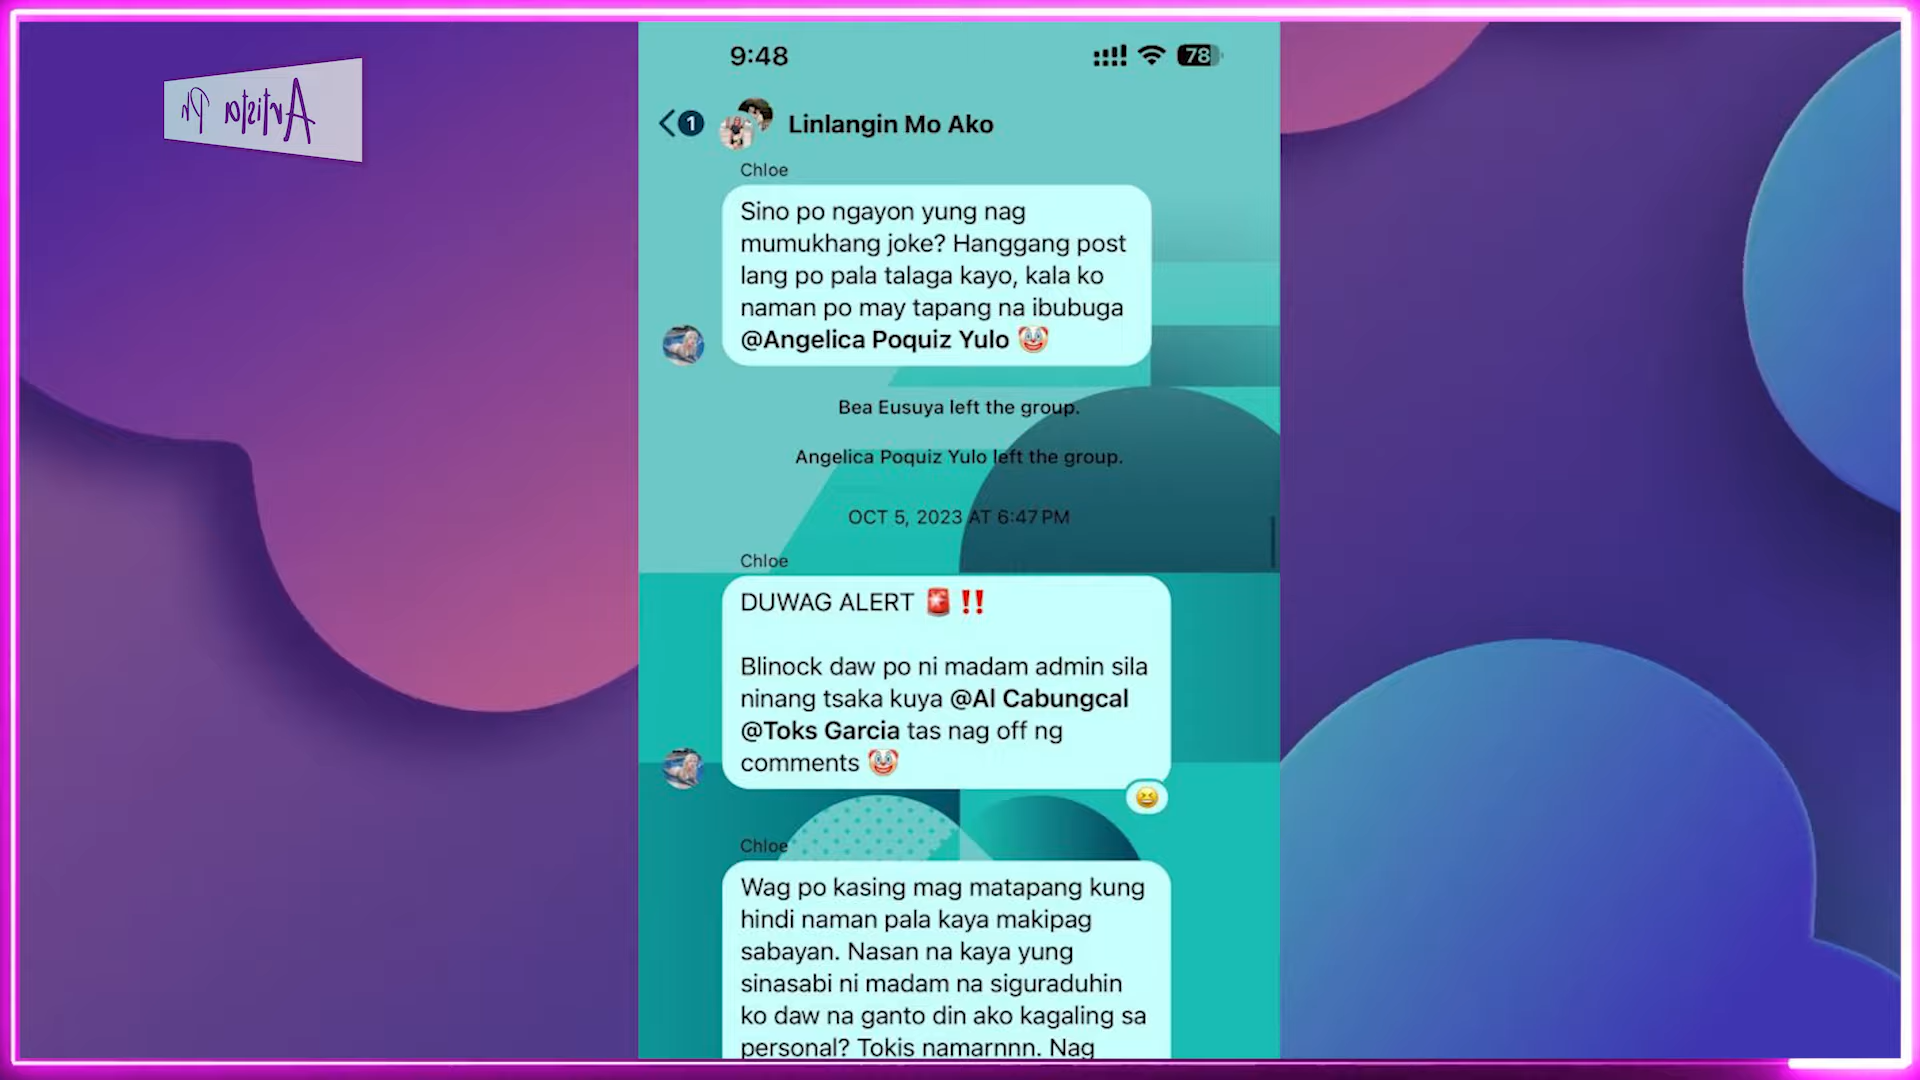 Artista Ph
9:48
78
1
Linlangin Mo Ako
Chloe
Sino po ngayon yung nag
mumukhang joke? Hanggang post
lang po pala talaga kayo, kala ko
naman po may tapang na ibubuga
@Angelica Poquiz Yulo 🤡
Bea Eusuya left the group.
Angelica Poquiz Yulo left the group.
OCT 5, 2023 AT 6:47 PM
Chloe
DUWAG ALERT 🚨 ‼️
Blinock daw po ni madam admin sila
ninang tsaka kuya @Al Cabungcal
@Toks Garcia tas nag off ng
comments 🤡
Chloe
Wag po kasing mag matapang kung
hindi naman pala kaya makipag
sabayan. Nasan na kaya yung
sinasabi ni madam na siguraduhin
ko daw na ganto din ako kagaling sa
personal? Tokis namarnnn. Nag